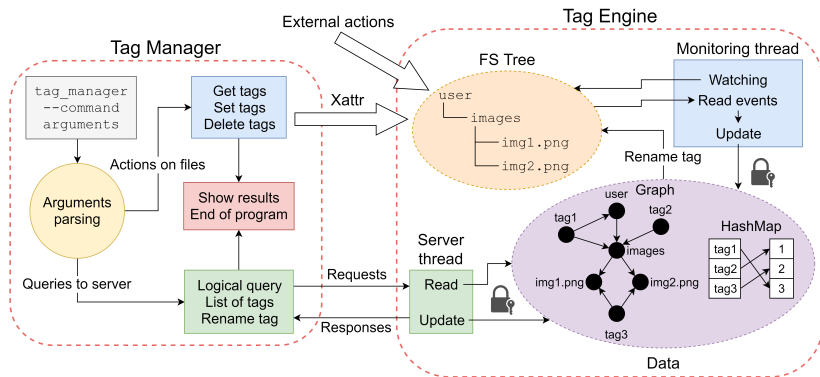 External actions
Tag Engine
Tag Manager
FS Tree
Monitoring thread
tag_manager
--command
arguments
Get tags
Set tags
Delete tags
Xattr
user
images
img1.png
img2.png
Watching
Read events
Update
Actions on files
Rename tag
Arguments
parsing
Show results
End of program
Graph
user
tag1
tag2
images
img1.png
img2.png
tag3
HashMap
tag1
1
tag2
2
tag3
3
Server
thread
Queries to server
Logical query
List of tags
Rename tag
Requests
Read
Update
Responses
Data